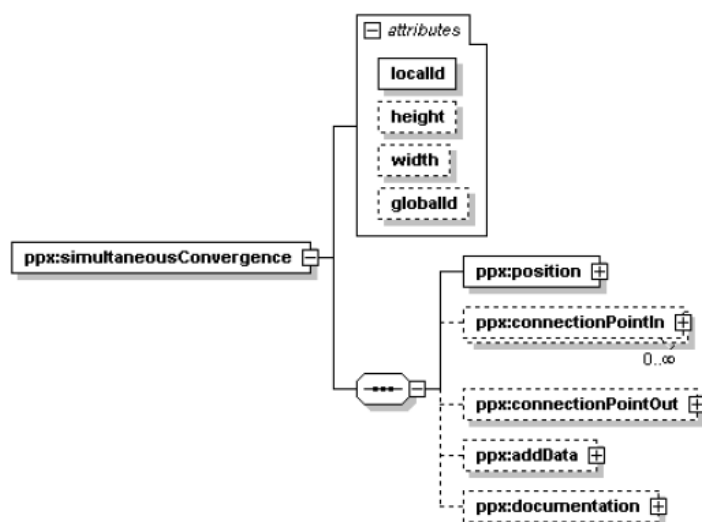 attributes
localId
height
width
globalId
ppx:simultaneousConvergence
ppx:position
ppx:connectionPointIn
0..∞
ppx:connectionPointOut
ppx:addData
ppx:documentation